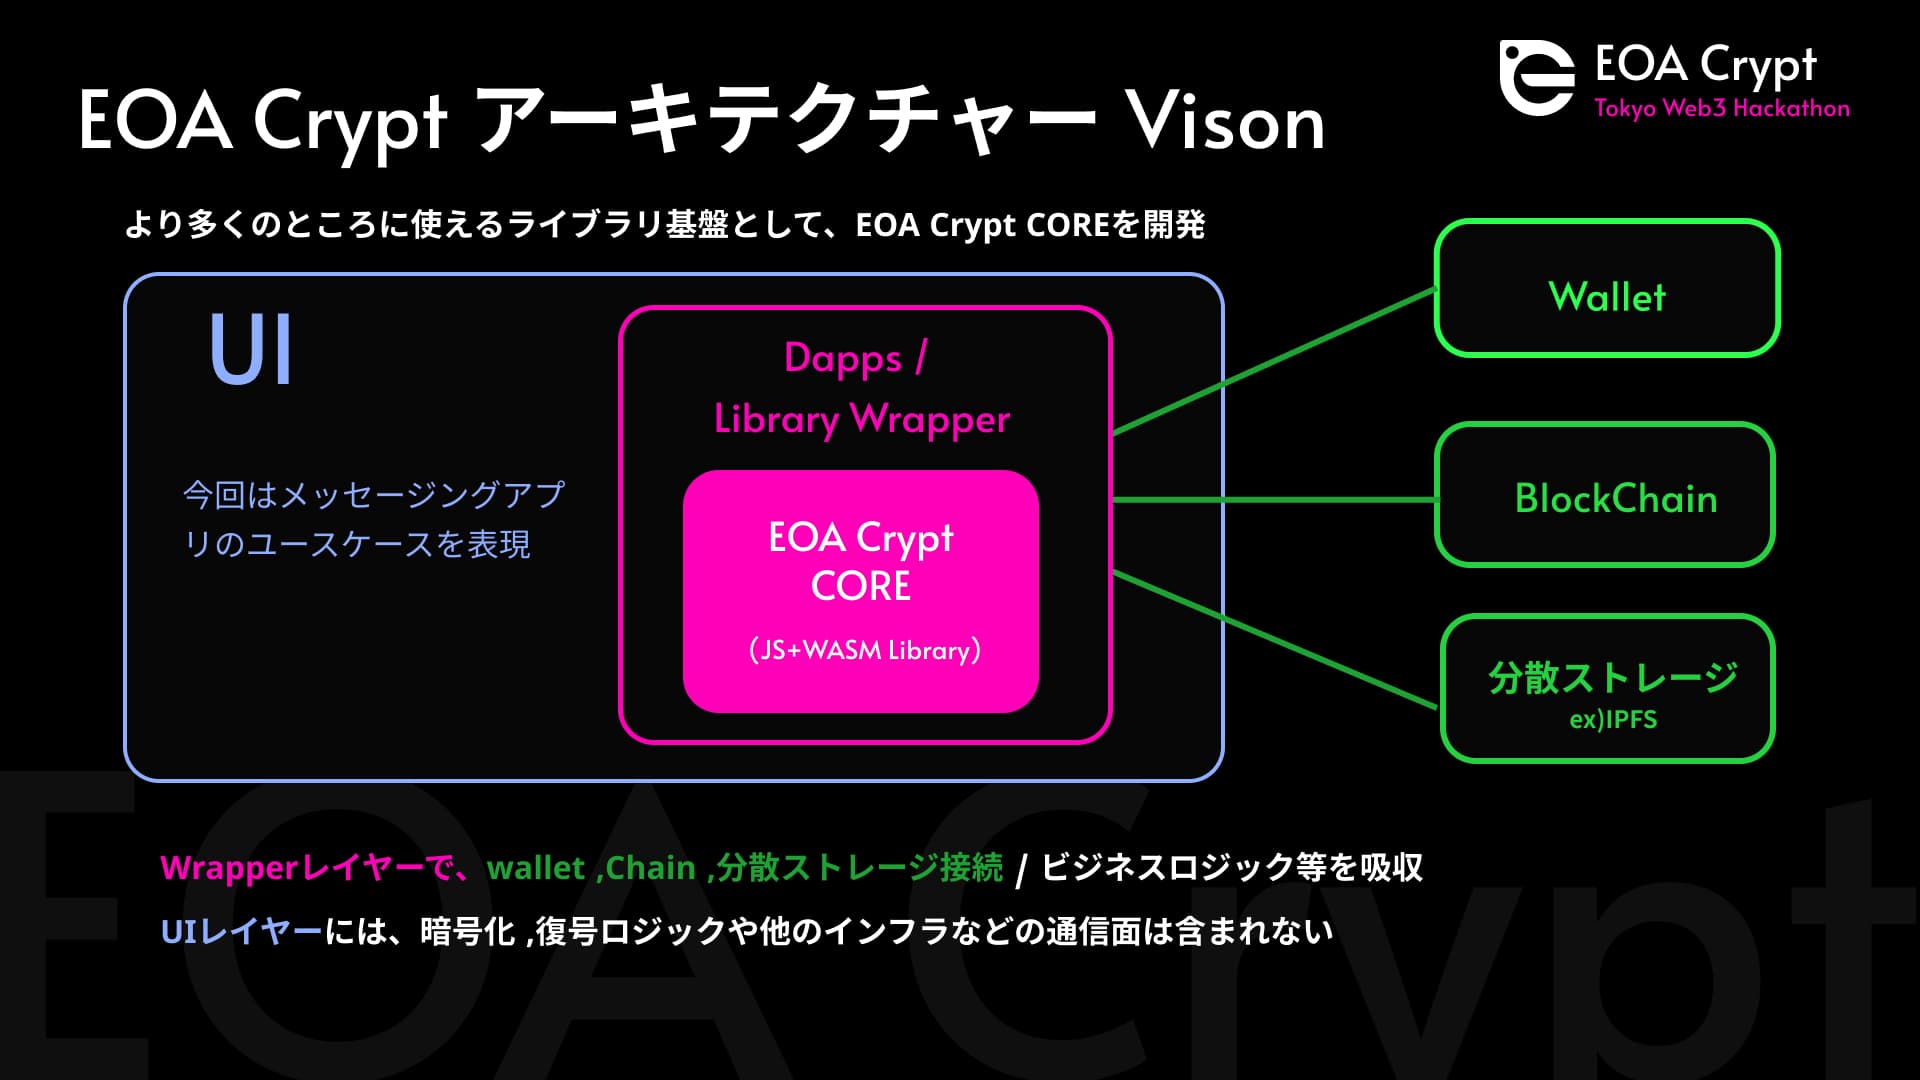 EOA Crypt アーキテクチャー Vison
EOA Crypt
Tokyo Web3 Hackathon
より多くのところに使えるライブラリ基盤として、EOA Crypt COREを開発
UI
今回はメッセージングアプ
リのユースケースを表現
Dapps /
Library Wrapper
EOA Crypt
CORE
(JS+WASM Library)
Wallet
BlockChain
分散ストレージ
ex)IPFS
Wrapperレイヤーで、wallet ,Chain ,分散ストレージ接続 / ビジネスロジック等を吸収
UIレイヤーには、暗号化 ,復号ロジックや他のインフラなどの通信面は含まれない
EOA Crypt